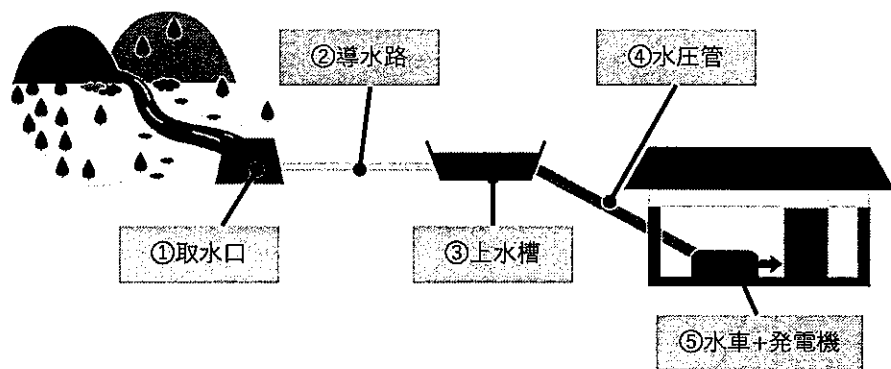 ①取水口
②導水路
③上水槽
④水圧管
⑤水車+発電機